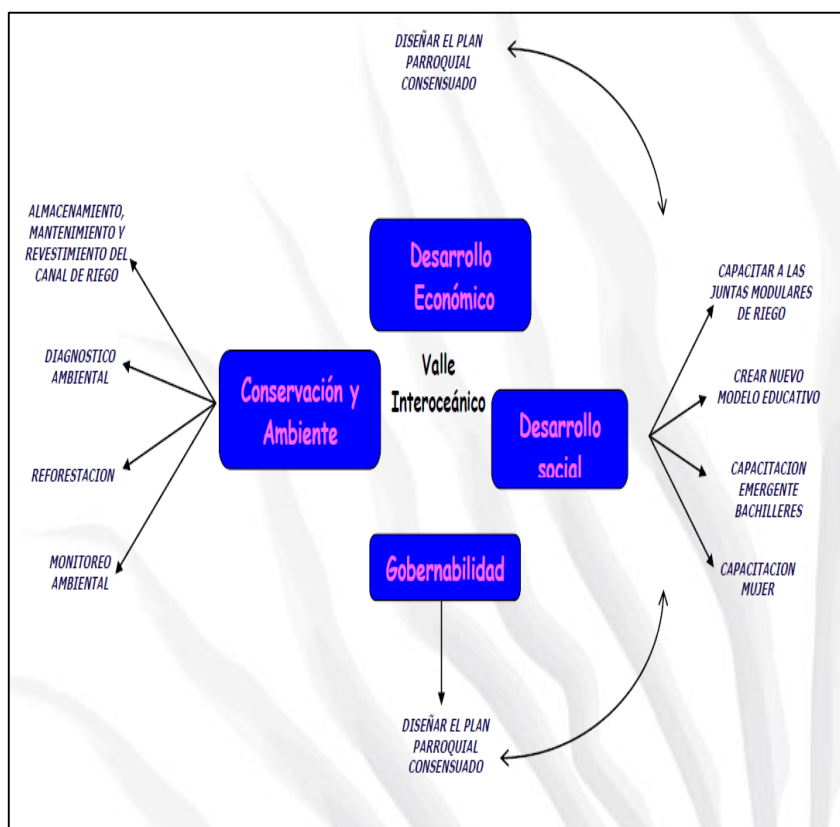 DISEÑAR EL PLAN
PARROQUIAL
CONSENSUADO
ALMACENAMIENTO,
MANTENIMIENTO Y
REVESTIMIENTO DEL
CANAL DE RIEGO
DIAGNOSTICO
AMBIENTAL
REFORESTACION
MONITOREO
AMBIENTAL
Desarrollo
Económico
Conservación y
Ambiente
Valle
Interoceánico
Desarrollo
social
Gobernabilidad
CAPACITAR A LAS
JUNTAS MODULARES
DE RIEGO
CREAR NUEVO
MODELO EDUCATIVO
CAPACITACION
EMERGENTE
BACHILLERES
CAPACITACION
MUJER
DISEÑAR EL PLAN
PARROQUIAL
CONSENSUADO